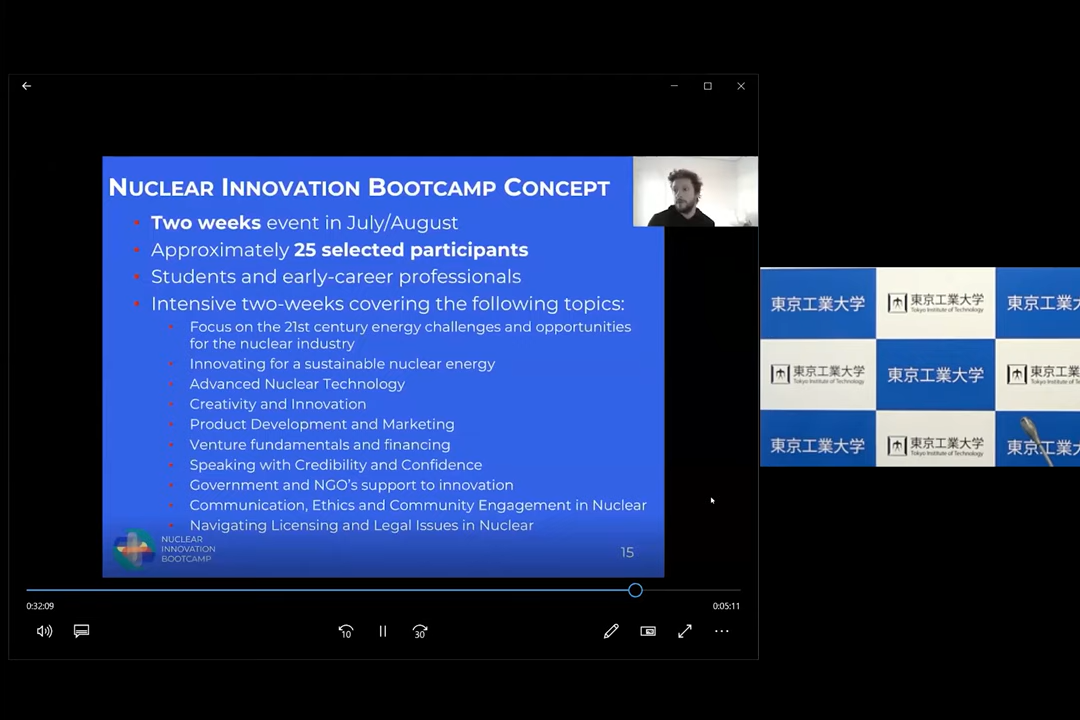 NUCLEAR INNOVATION BOOTCAMP CONCEPT
• Two weeks event in July/August
• Approximately 25 selected participants
• Students and early-career professionals
• Intensive two-weeks covering the following topics:
• Focus on the 21st century energy challenges and opportunities
for the nuclear industry
• Innovating for a sustainable nuclear energy
• Advanced Nuclear Technology
• Creativity and Innovation
• Product Development and Marketing
• Venture fundamentals and financing
• Speaking with Credibility and Confidence
• Government and NGO's support to innovation
• Communication, Ethics and Community Engagement in Nuclear
• Navigating Licensing and Legal Issues in Nuclear
NUCLEAR
INNOVATION
BOOTCAMP
15
0:32:09
0:05:11
10
30
東京工業大学
東京工業大学
Tokyo Institute of Technology
東京工業大
東京工業大学
Tokyo Institute of Technology
東京工業大学
東京工業
Tokyo Institute of
東京工業大学
東京工業大学
Tokyo Institute of Technology
東京工業大